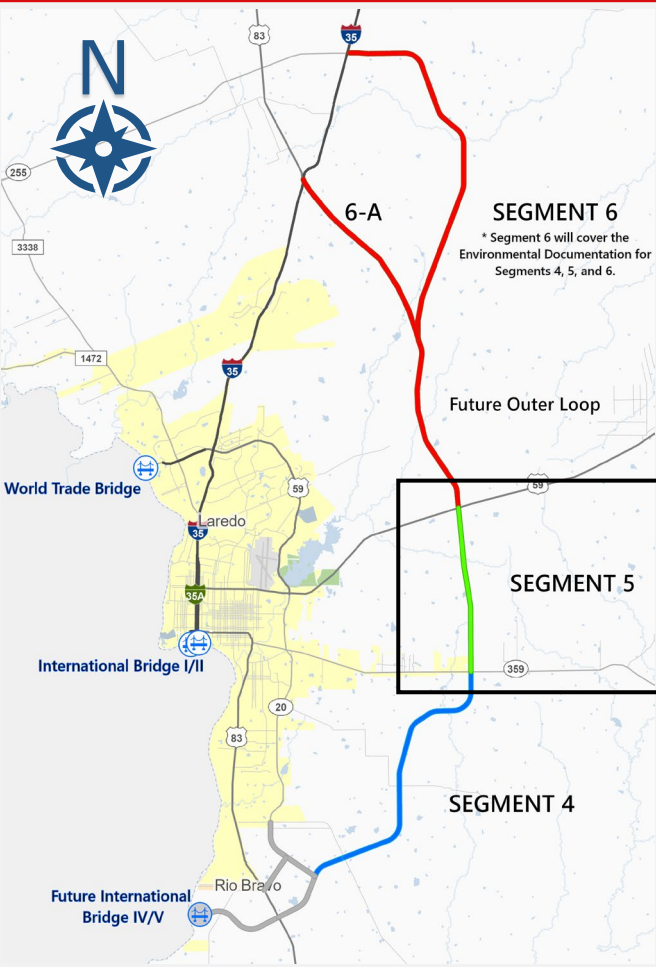 83
35
N
255
6-A
SEGMENT 6
* Segment 6 will cover the
Environmental Documentation for
Segments 4, 5, and 6.
3338
1472
35
Future Outer Loop
World Trade Bridge
59
59
Laredo
35
SEGMENT 5
35A
International Bridge I/II
359
20
83
SEGMENT 4
Rio Bravo
Future International
Bridge IV/V